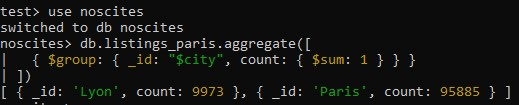 test> use noscites
switched to db noscites
noscites> db.listings_paris.aggregate([
|   { $group: { _id: "$city", count: { $sum: 1 } } }
| ])
[ { _id: 'Lyon', count: 9973 }, { _id: 'Paris', count: 95885 } ]